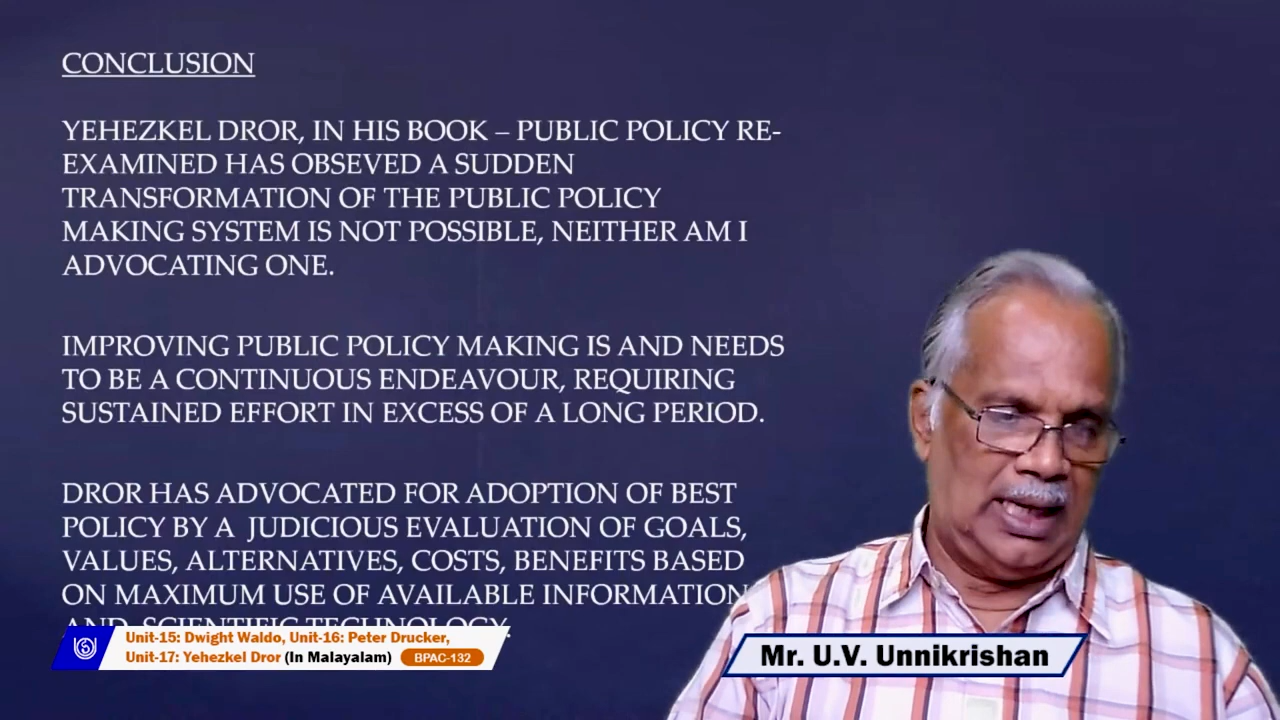 CONCLUSION
YEHEZKEL DROR, IN HIS BOOK – PUBLIC POLICY RE-
EXAMINED HAS OBSEVED A SUDDEN
TRANSFORMATION OF THE PUBLIC POLICY
MAKING SYSTEM IS NOT POSSIBLE, NEITHER AM I
ADVOCATING ONE.
IMPROVING PUBLIC POLICY MAKING IS AND NEEDS
TO BE A CONTINUOUS ENDEAVOUR, REQUIRING
SUSTAINED EFFORT IN EXCESS OF A LONG PERIOD.
DROR HAS ADVOCATED FOR ADOPTION OF BEST
POLICY BY A JUDICIOUS EVALUATION OF GOALS,
VALUES, ALTERNATIVES, COSTS, BENEFITS BASED
ON MAXIMUM USE OF AVAILABLE INFORMATION
AND SCIENTIFIC TECHNOLOGY.
Unit-15: Dwight Waldo, Unit-16: Peter Drucker,
Unit-17: Yehezkel Dror (In Malayalam) BPAC-132
Mr. U.V. Unnikrishan